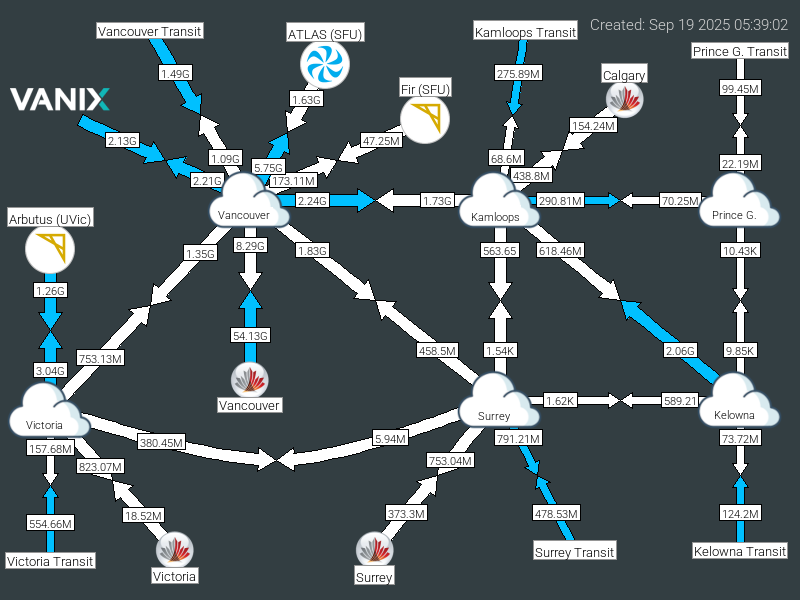 Created: Sep 19 2025 05:39:02
Vancouver Transit
ATLAS (SFU)
Kamloops Transit
Prince G. Transit
1.49G
275.89M
Calgary
Fir (SFU)
99.45M
VANIX
1.63G
154.24M
2.13G
47.25M
1.09G
68.6M
22.19M
5.75G
438.8M
2.21G
173.11M
2.24G
1.73G
290.81M
70.25M
Arbutus (UVic)
Vancouver
Kamloops
Prince G.
1.35G
8.29G
1.83G
563.65
618.46M
10.43K
1.26G
54.13G
753.13M
458.5M
1.54K
2.06G
9.85K
3.04G
Vancouver
1.62K
589.21
Victoria
Surrey
Kelowna
157.68M
380.45M
5.94M
791.21M
73.72M
823.07M
753.04M
554.66M
18.52M
373.3M
478.53M
124.2M
Victoria Transit
Surrey Transit
Kelowna Transit
Victoria
Surrey